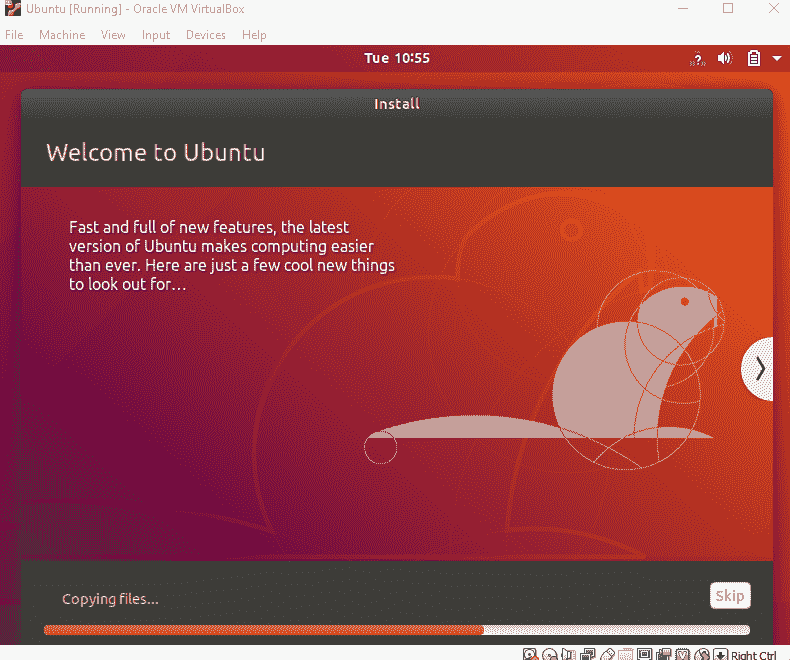 Ubuntu [Running] - Oracle VM VirtualBox
File Machine View Input Devices Help
Tue 10:55
Install
Welcome to Ubuntu
Fast and full of new features, the latest
version of Ubuntu makes computing easier
than ever. Here are just a few cool new things
to look out for...
Copying files...
Skip
Right Ctrl